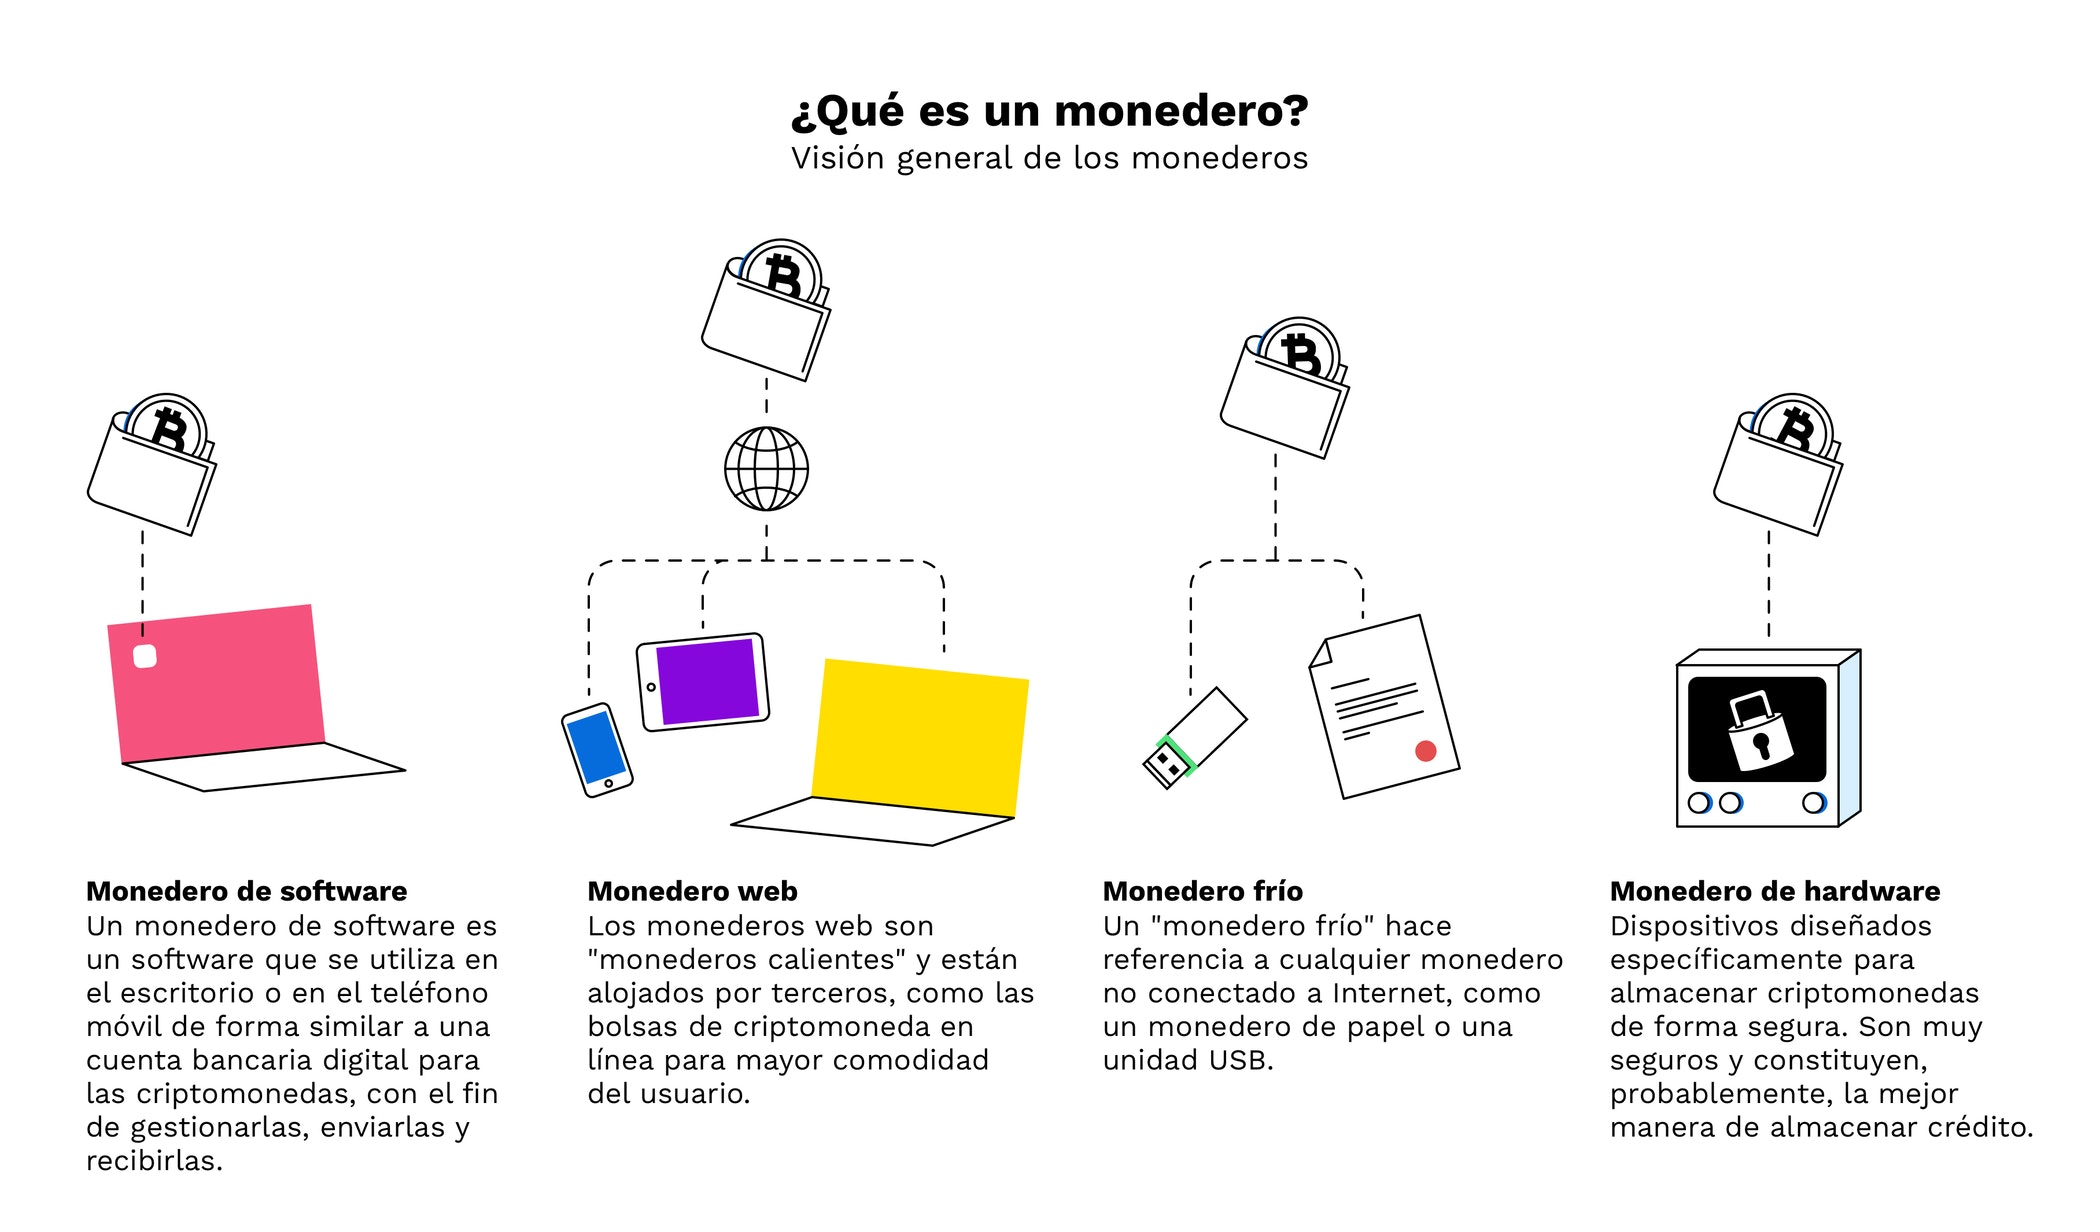 ¿Qué es un monedero?
Visión general de los monederos
Monedero de software
Un monedero de software es
un software que se utiliza en
el escritorio o en el teléfono
móvil de forma similar a una
cuenta bancaria digital para
las criptomonedas, con el fin
de gestionarlas, enviarlas y
recibirlas.
Monedero web
Los monederos web son
"monederos calientes" y están
alojados por terceros, como las
bolsas de criptomoneda en
línea para mayor comodidad
del usuario.
Monedero frío
Un "monedero frío" hace
referencia a cualquier monedero
no conectado a Internet, como
un monedero de papel o una
unidad USB.
Monedero de hardware
Dispositivos diseñados
específicamente para
almacenar criptomonedas
de forma segura. Son muy
seguros y constituyen,
probablemente, la mejor
manera de almacenar crédito.